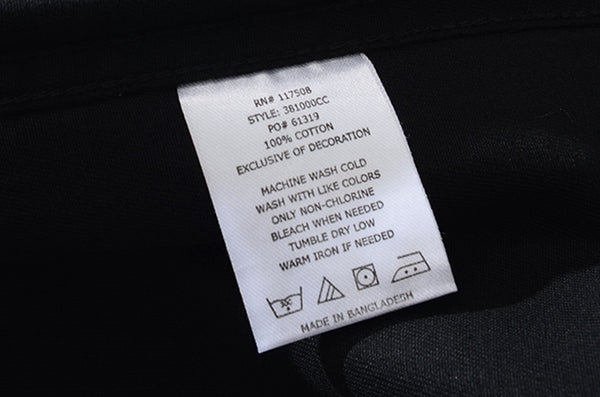 RN# 117508
STYLE: 381000CC
PO# 61319
100% COTTON
EXCLUSIVE OF DECORATION
MACHINE WASH COLD
WASH WITH LIKE COLORS
ONLY NON-CHLORINE
BLEACH WHEN NEEDED
TUMBLE DRY LOW
WARM IRON IF NEEDED
30C
MADE IN BANGLADESH